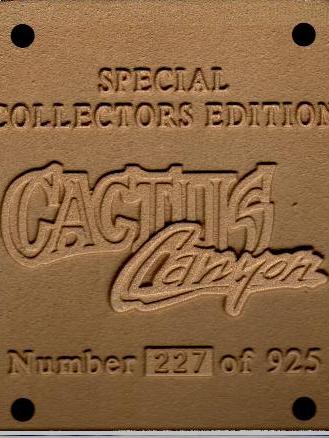 SPECIAL
COLLECTORS EDITION
CACTUS
Canyon
Number 227 of 925